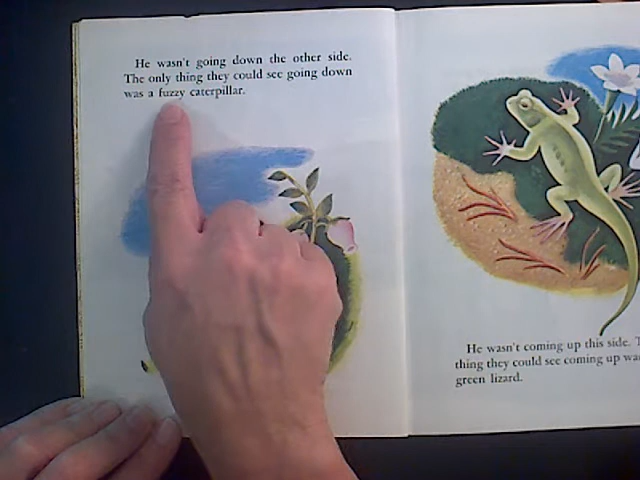 He wasn't going down the other side.
The only thing they could see going down
was a fuzzy caterpillar.
He wasn't coming up this side.
thing they could see coming up
green lizard.